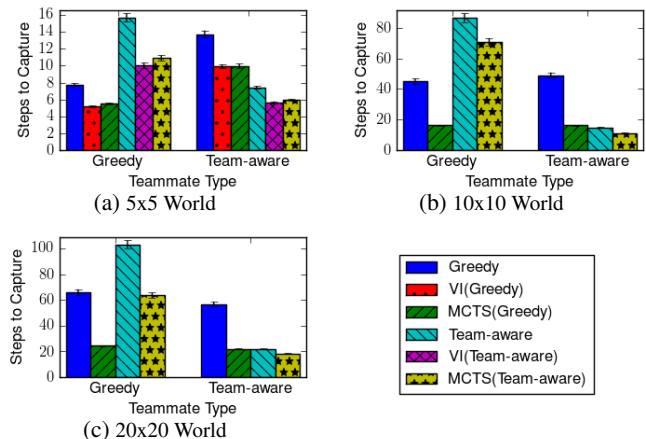 16
14
12
10
8
6
4
2
0
Steps to Capture
Greedy Team-aware
Teammate Type
(a) 5x5 World
80
60
40
20
0
Steps to Capture
Greedy Team-aware
Teammate Type
(b) 10x10 World
100
80
60
40
20
0
Steps to Capture
Greedy Team-aware
Teammate Type
(c) 20x20 World
Greedy
VI(Greedy)
MCTS(Greedy)
Team-aware
VI(Team-aware)
MCTS(Team-aware)